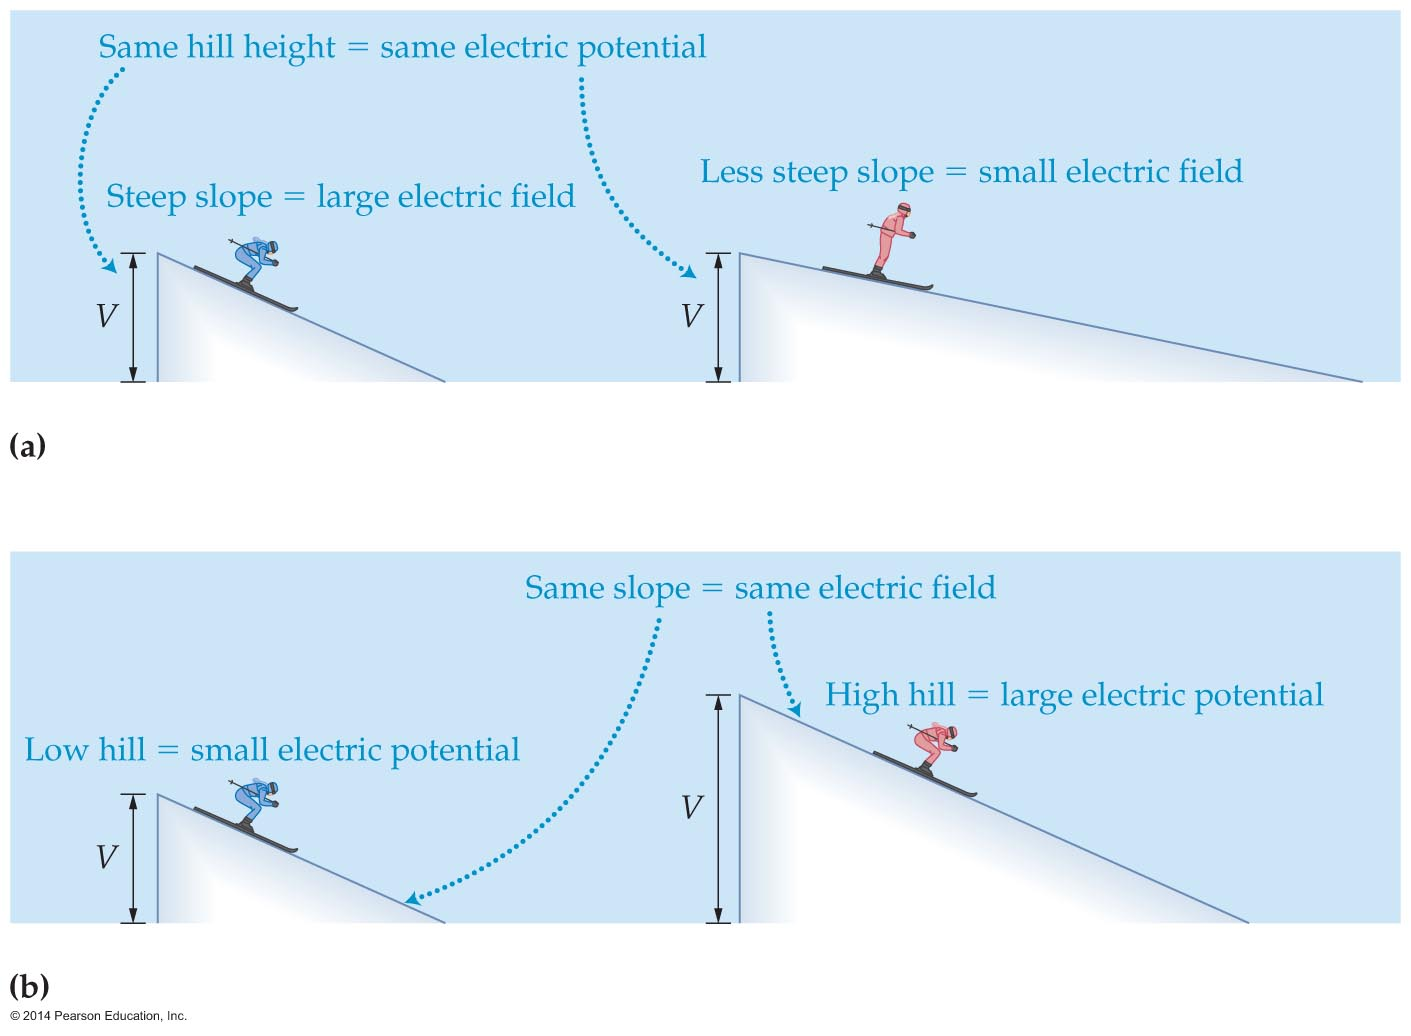 Same hill height = same electric potential
Less steep slope = small electric field
Steep slope = large electric field
V
V
(a)
Same slope = same electric field
High hill = large electric potential
Low hill = small electric potential
V
V
(b)
© 2014 Pearson Education, Inc.